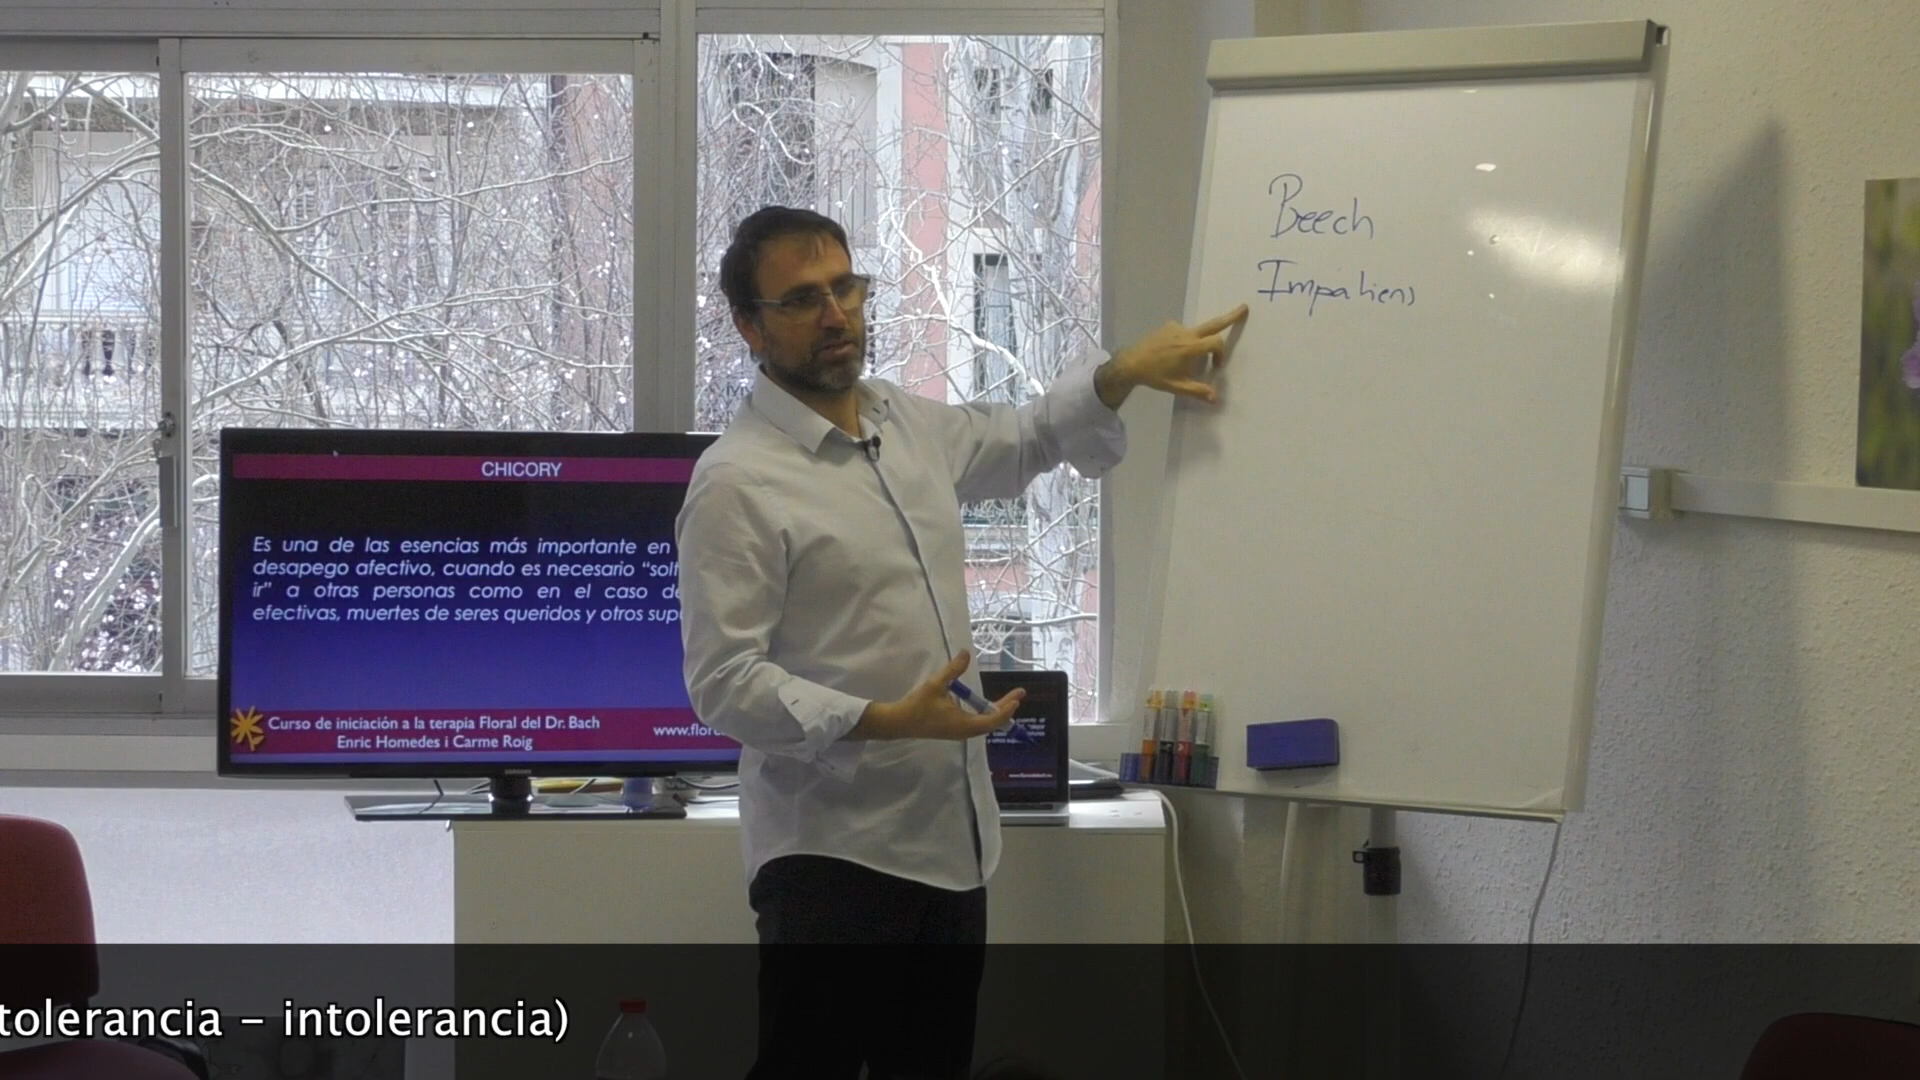 Beech
Impatiens
CHICORY
Es una de las esencias más importante en
desapego afectivo, cuando es necesario “solt
ir” a otras personas como en el caso de
efectivas, muertes de seres queridos y otros sup
Curso de iniciación a la terapia Floral del Dr. Bach
Enric Homedes i Carme Roig
www.flor
tolerancia - intolerancia)